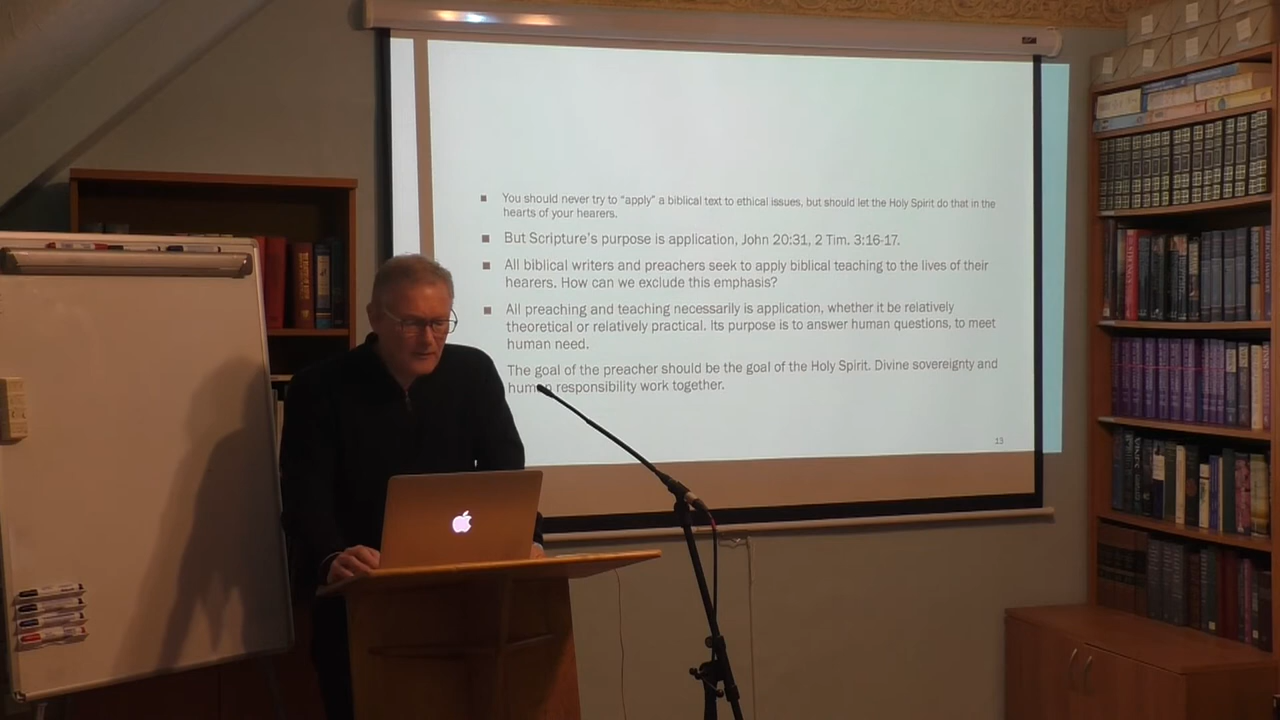 You should never try to “apply” a biblical text to ethical issues, but should let the Holy Spirit do that in the
hearts of your hearers.
But Scripture’s purpose is application, John 20:31, 2 Tim. 3:16-17.
All biblical writers and preachers seek to apply biblical teaching to the lives of their
hearers. How can we exclude this emphasis?
All preaching and teaching necessarily is application, whether it be relatively
theoretical or relatively practical. Its purpose is to answer human questions, to meet
human need.
The goal of the preacher should be the goal of the Holy Spirit. Divine sovereignty and
human responsibility work together.
13